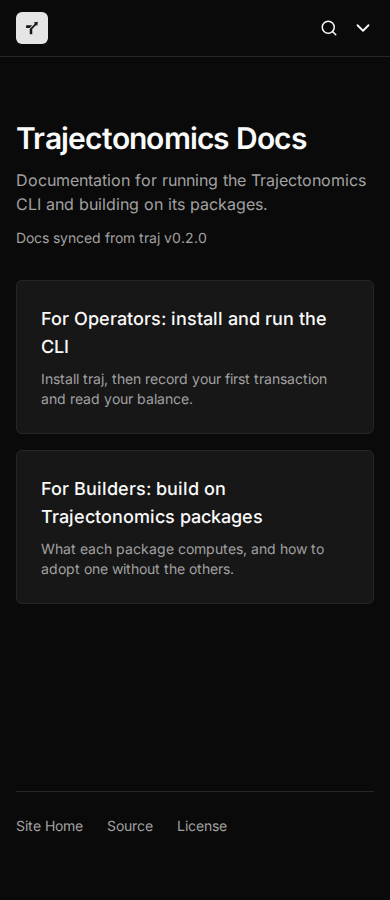 Trajectonomics Docs
Documentation for running the Trajectonomics
CLI and building on its packages.
Docs synced from traj v0.2.0
For Operators: install and run the
CLI
Install traj, then record your first transaction
and read your balance.
For Builders: build on
Trajectonomics packages
What each package computes, and how to
adopt one without the others.
Site Home
Source
License